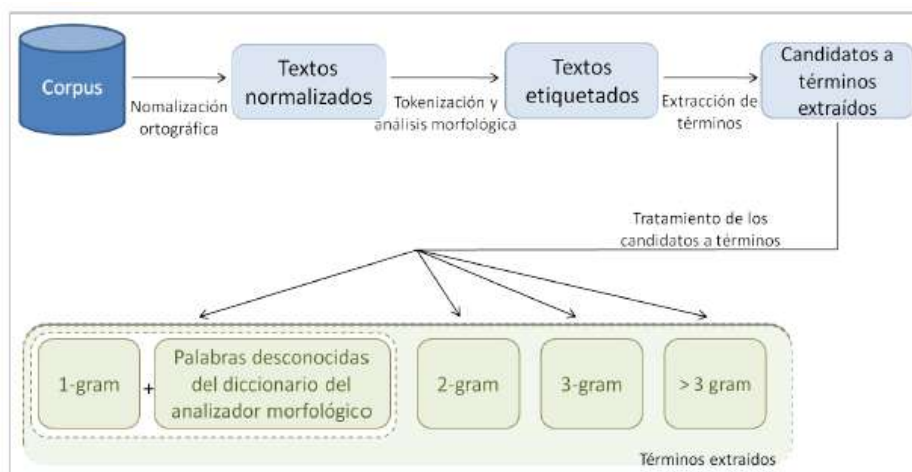 Corpus
Nomalización
ortográfica
Textos
normalizados
Tokenización y
análisis morfológica
Textos
etiquetados
Extracción de
términos
Candidatos a
términos
extraídos
Tratamiento de los
candidatos a términos
1-gram
+
Palabras desconocidas
del diccionario del
analizador morfológico
2-gram
3-gram
> 3 gram
Términos extraídos